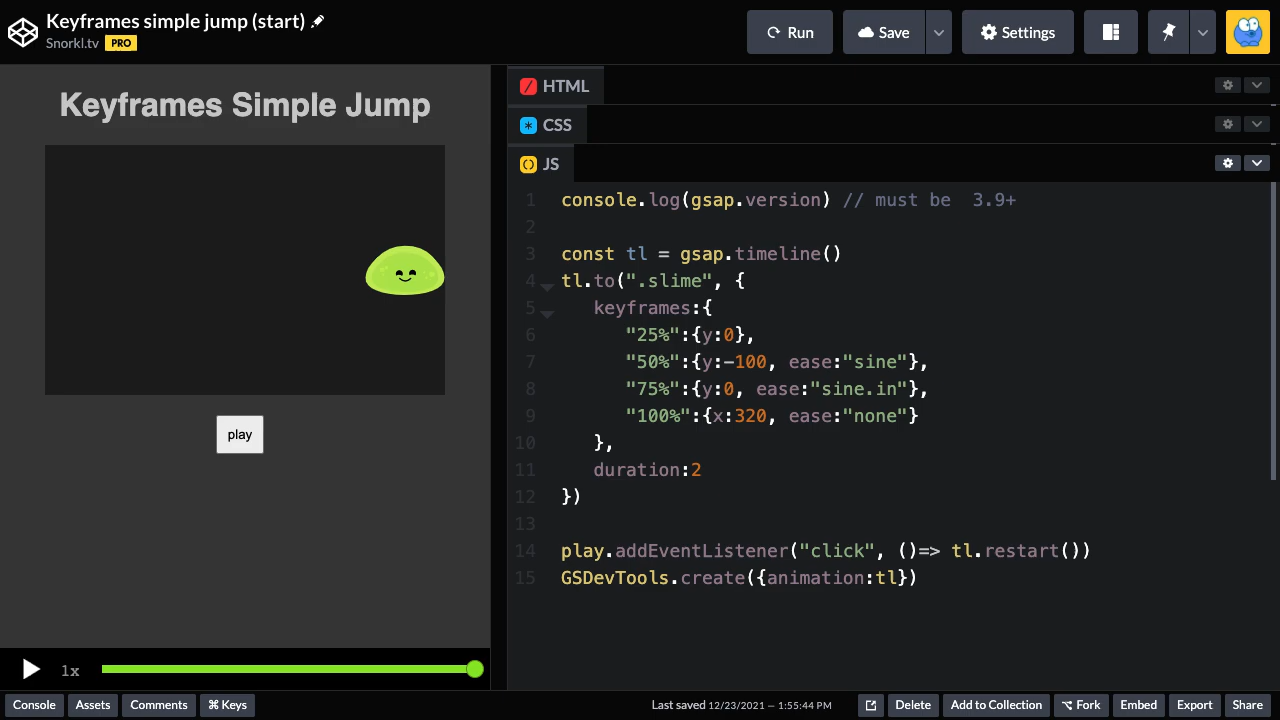 Keyframes simple jump (start)
Snorkl.tv PRO
Run
Save
Settings
Keyframes Simple Jump
play
1x
HTML
CSS
JS
1 console.log(gsap.version) // must be  3.9+
2
3 const tl = gsap.timeline()
4 tl.to(".slime", {
5    keyframes:{
6       "25%":{y:0},
7       "50%":{y:-100, ease:"sine"},
8       "75%":{y:0, ease:"sine.in"},
9       "100%":{x:320, ease:"none"}
10    },
11    duration:2
12 })
13
14 play.addEventListener("click", ()=> tl.restart())
15 GSDevTools.create({animation:tl})
Console Assets Comments ⌘ Keys Last saved 12/23/2021 — 1:55:44 PM Delete Add to Collection ⌥ Fork Embed Export Share